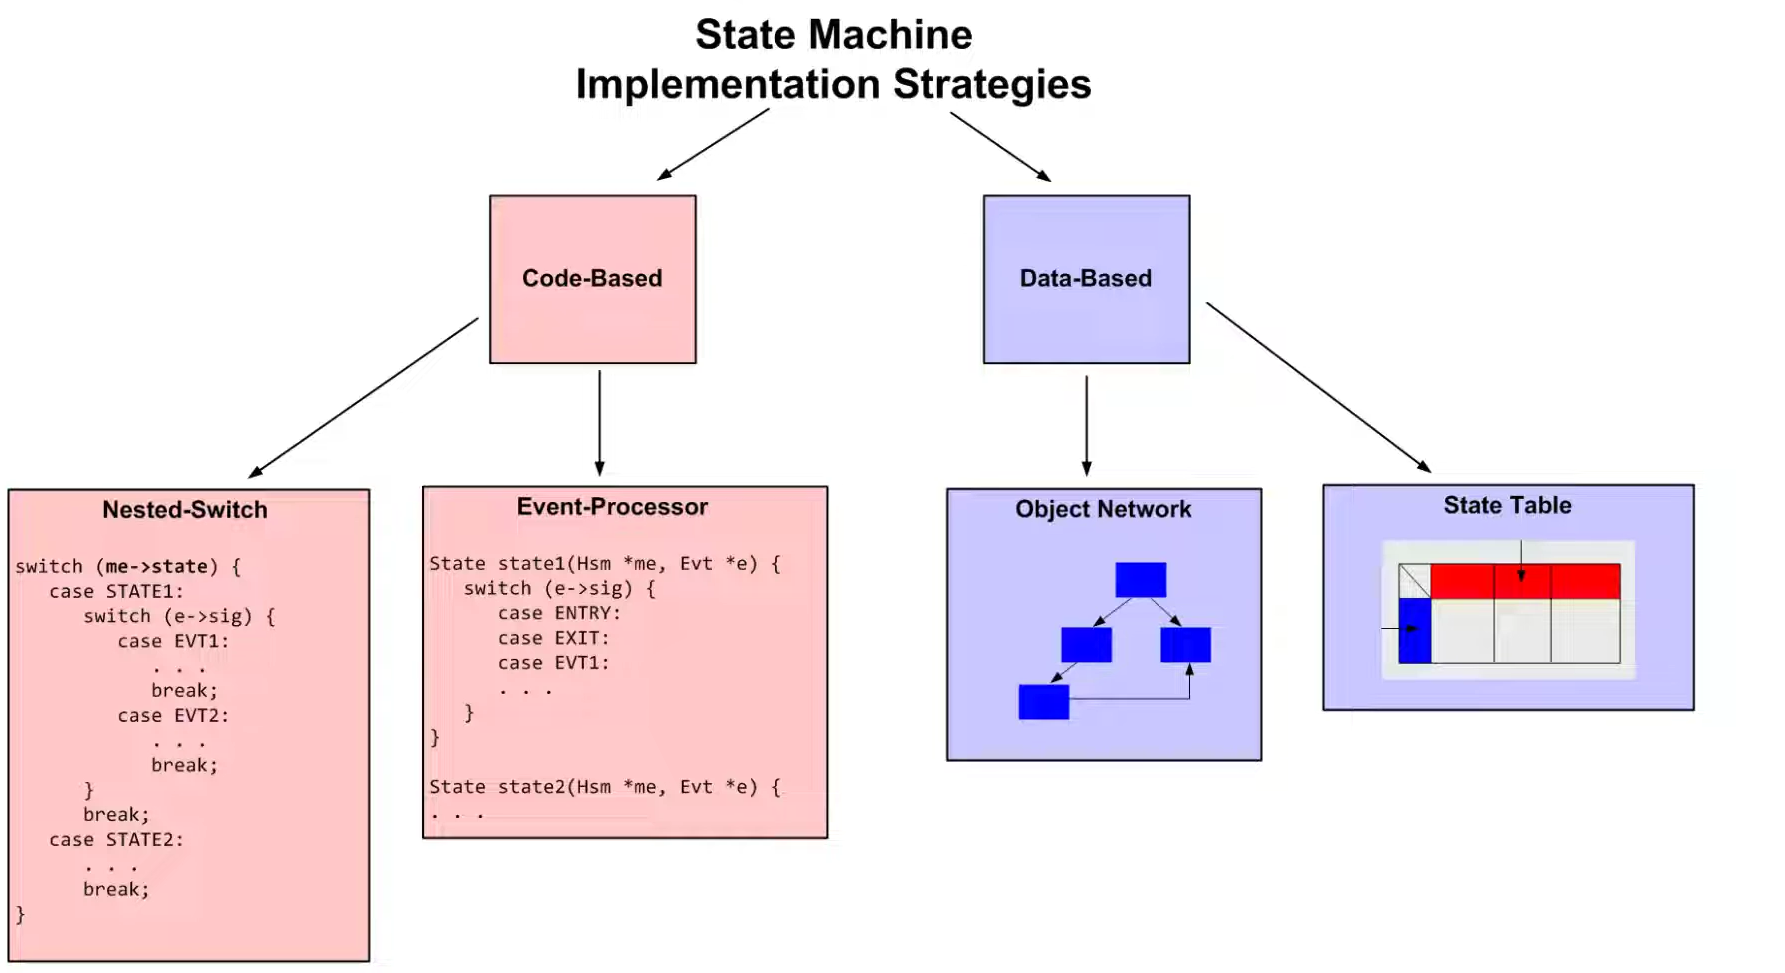 State Machine
Implementation Strategies
Code-Based
Data-Based
Nested-Switch
switch (me->state) {
   case STATE1:
      switch (e->sig) {
         case EVT1:
            . . .
            break;
         case EVT2:
            . . .
            break;
      }
      break;
   case STATE2:
      . . .
      break;
}
Event-Processor
State state1(Hsm *me, Evt *e) {
   switch (e->sig) {
      case ENTRY:
      case EXIT:
      case EVT1:
      . . .
   }
}
State state2(Hsm *me, Evt *e) {
. . .
Object Network
State Table